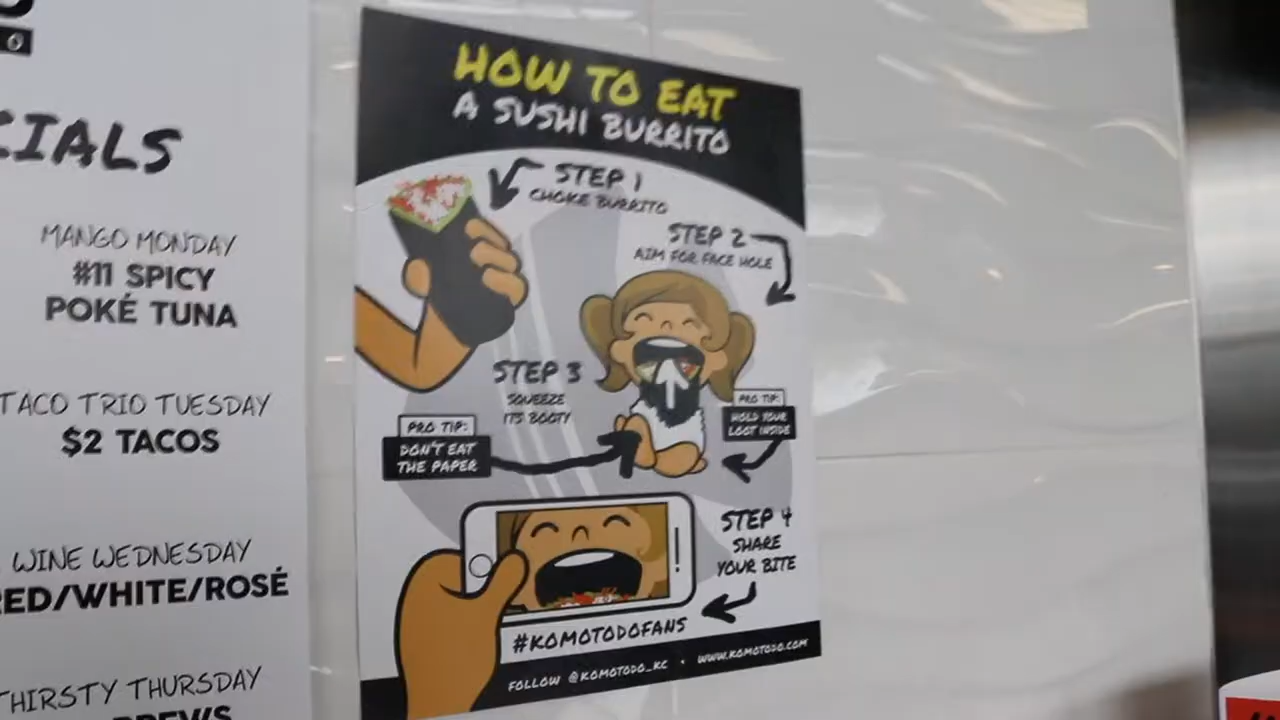 MANGO MONDAY
#11 SPICY
POKÉ TUNA
TACO TRIO TUESDAY
$2 TACOS
WINE WEDNESDAY
RED/WHITE/ROSÉ
THIRSTY THURSDAY
HOW TO EAT
A SUSHI BURRITO
STEP 1
CHOKE BURRITO
STEP 2
AIM FOR FACE HOLE
STEP 3
SQUEEZE
ITS BOOTY
PRO TIP:
DON'T EAT
THE PAPER
PRO TIP:
HOLD YOUR
LOOT INSIDE
STEP 4
SHARE
YOUR BITE
#KOMOTODOFANS
FOLLOW @KOMOTODO_KC • WWW.KOMOTODO.COM